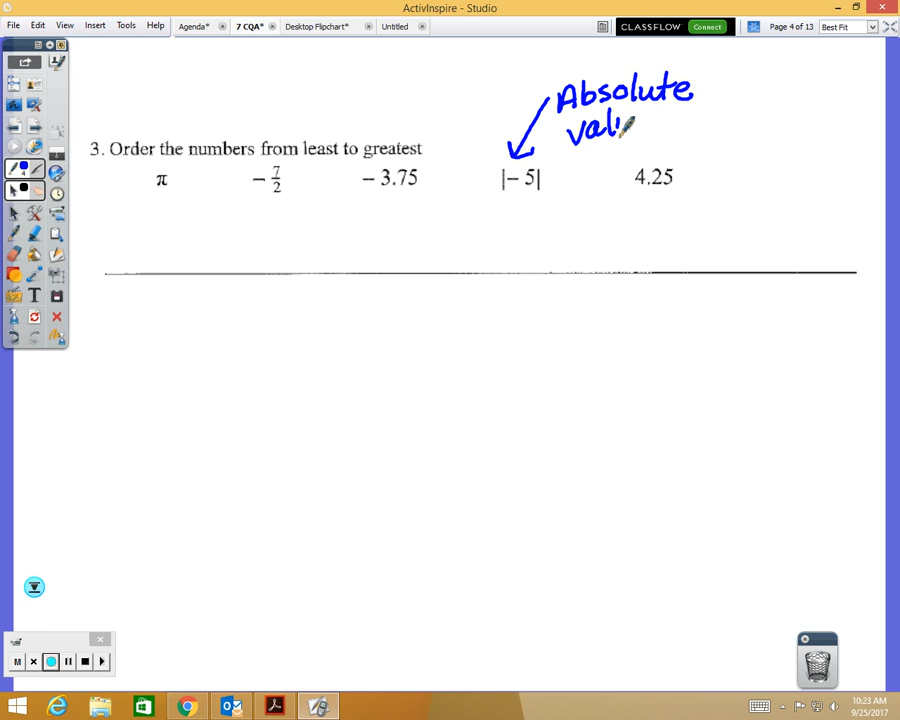 ActivInspire - Studio
File Edit View Insert Tools Help Agenda* 7 CQA* Desktop Flipchart* Untitled CLASSFLOW Connect Page 4 of 13 Best Fit
Absolute
valu
3. Order the numbers from least to greatest
π − 7/2 − 3.75 |− 5| 4.25
M
10:23 AM
9/25/2017